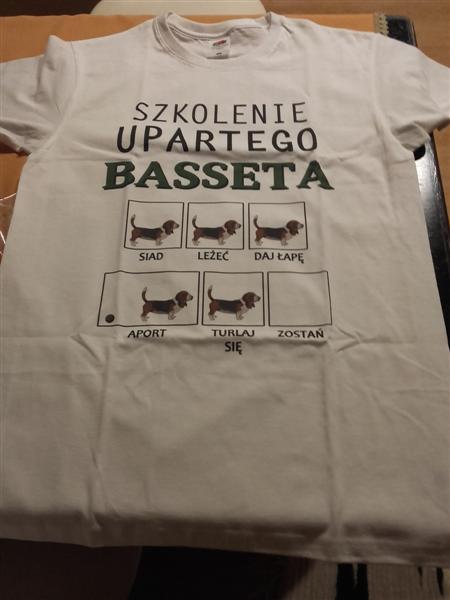 SZKOLENIE
UPARTEGO
BASSETA
SIAD LEŻEĆ DAJ ŁAPĘ
APORT TURLAJ SIĘ ZOSTAŃ